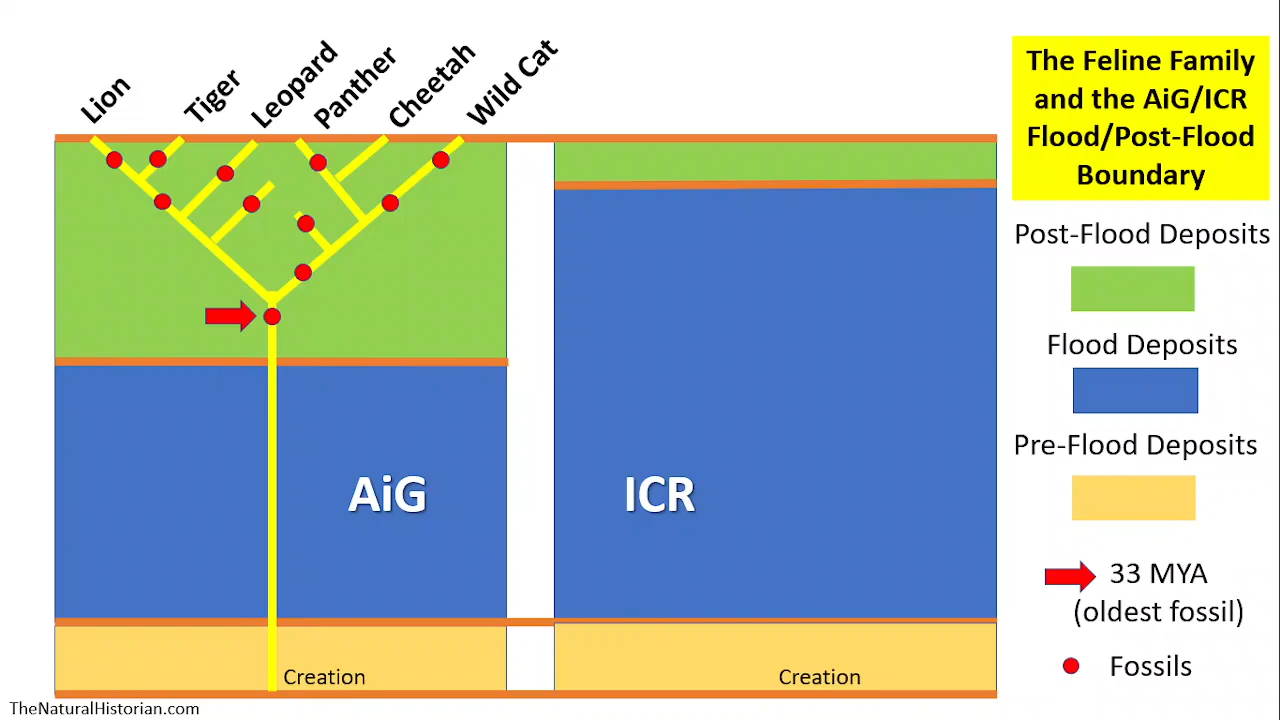 Lion
Tiger
Leopard
Panther
Cheetah
Wild Cat
The Feline Family
and the AiG/ICR
Flood/Post-Flood
Boundary
Post-Flood Deposits
Flood Deposits
Pre-Flood Deposits
33 MYA
(oldest fossil)
Fossils
AiG
ICR
Creation
Creation
TheNaturalHistorian.com